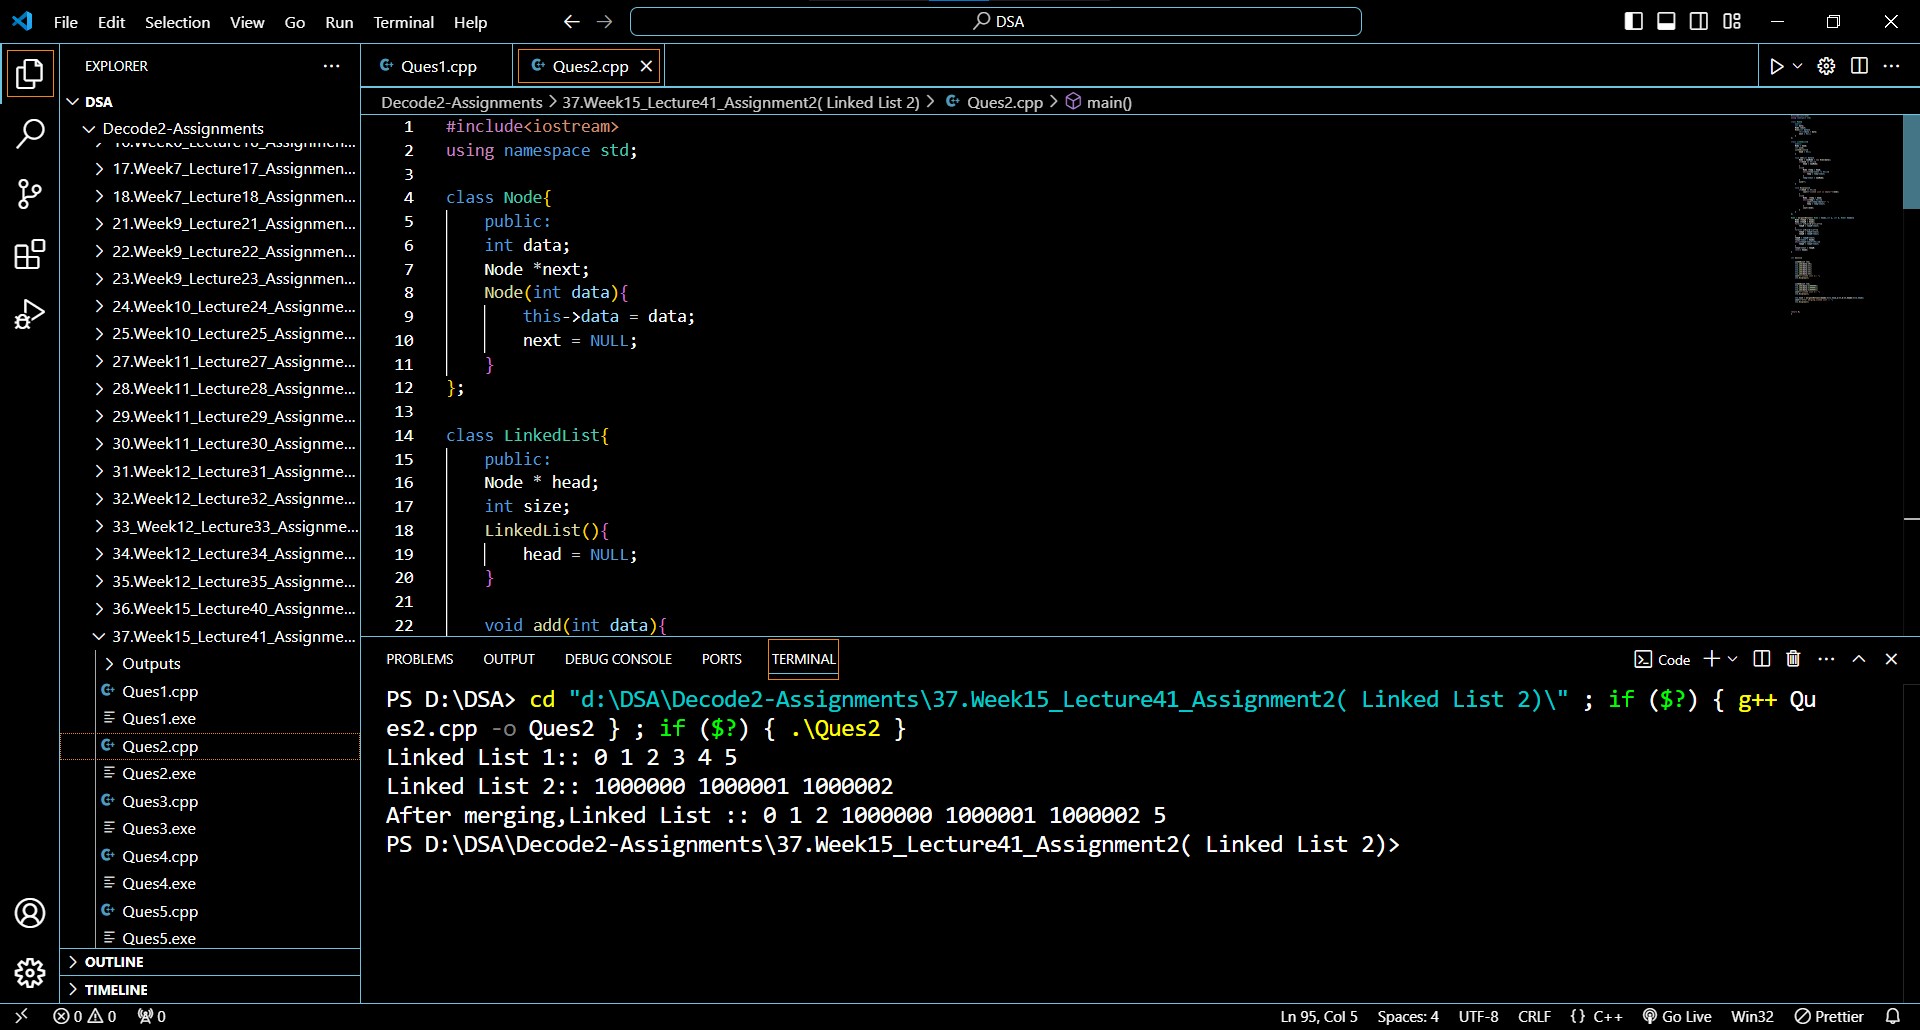 File Edit Selection View Go Run Terminal Help
DSA
EXPLORER
DSA
Decode2-Assignments
16.Week6_Lecture16_Assignmen...
17.Week7_Lecture17_Assignmen...
18.Week7_Lecture18_Assignmen...
21.Week9_Lecture21_Assignmen...
22.Week9_Lecture22_Assignmen...
23.Week9_Lecture23_Assignmen...
24.Week10_Lecture24_Assignme...
25.Week10_Lecture25_Assignme...
27.Week11_Lecture27_Assignme...
28.Week11_Lecture28_Assignme...
29.Week11_Lecture29_Assignme...
30.Week11_Lecture30_Assignme...
31.Week12_Lecture31_Assignme...
32.Week12_Lecture32_Assignme...
33_Week12_Lecture33_Assignme...
34.Week12_Lecture34_Assignme...
35.Week12_Lecture35_Assignme...
36.Week15_Lecture40_Assignme...
37.Week15_Lecture41_Assignme...
Outputs
Ques1.cpp
Ques1.exe
Ques2.cpp
Ques2.exe
Ques3.cpp
Ques3.exe
Ques4.cpp
Ques4.exe
Ques5.cpp
Ques5.exe
OUTLINE
TIMELINE
Ques1.cpp Ques2.cpp
Decode2-Assignments > 37.Week15_Lecture41_Assignment2( Linked List 2) > Ques2.cpp > main()
1 #include<iostream>
2 using namespace std;
3
4 class Node{
5 public:
6 int data;
7 Node *next;
8 Node(int data){
9 this->data = data;
10 next = NULL;
11 }
12 };
13
14 class LinkedList{
15 public:
16 Node * head;
17 int size;
18 LinkedList(){
19 head = NULL;
20 }
21
22 void add(int data){
PROBLEMS OUTPUT DEBUG CONSOLE PORTS TERMINAL
Code
PS D:\DSA> cd "d:\DSA\Decode2-Assignments\37.Week15_Lecture41_Assignment2( Linked List 2)\" ; if ($?) { g++ Qu
es2.cpp -o Ques2 } ; if ($?) { .\Ques2 }
Linked List 1:: 0 1 2 3 4 5
Linked List 2:: 1000000 1000001 1000002
After merging,Linked List :: 0 1 2 1000000 1000001 1000002 5
PS D:\DSA\Decode2-Assignments\37.Week15_Lecture41_Assignment2( Linked List 2)>
0 0 0 Ln 95, Col 5 Spaces: 4 UTF-8 CRLF {} C++ Go Live Win32 Prettier